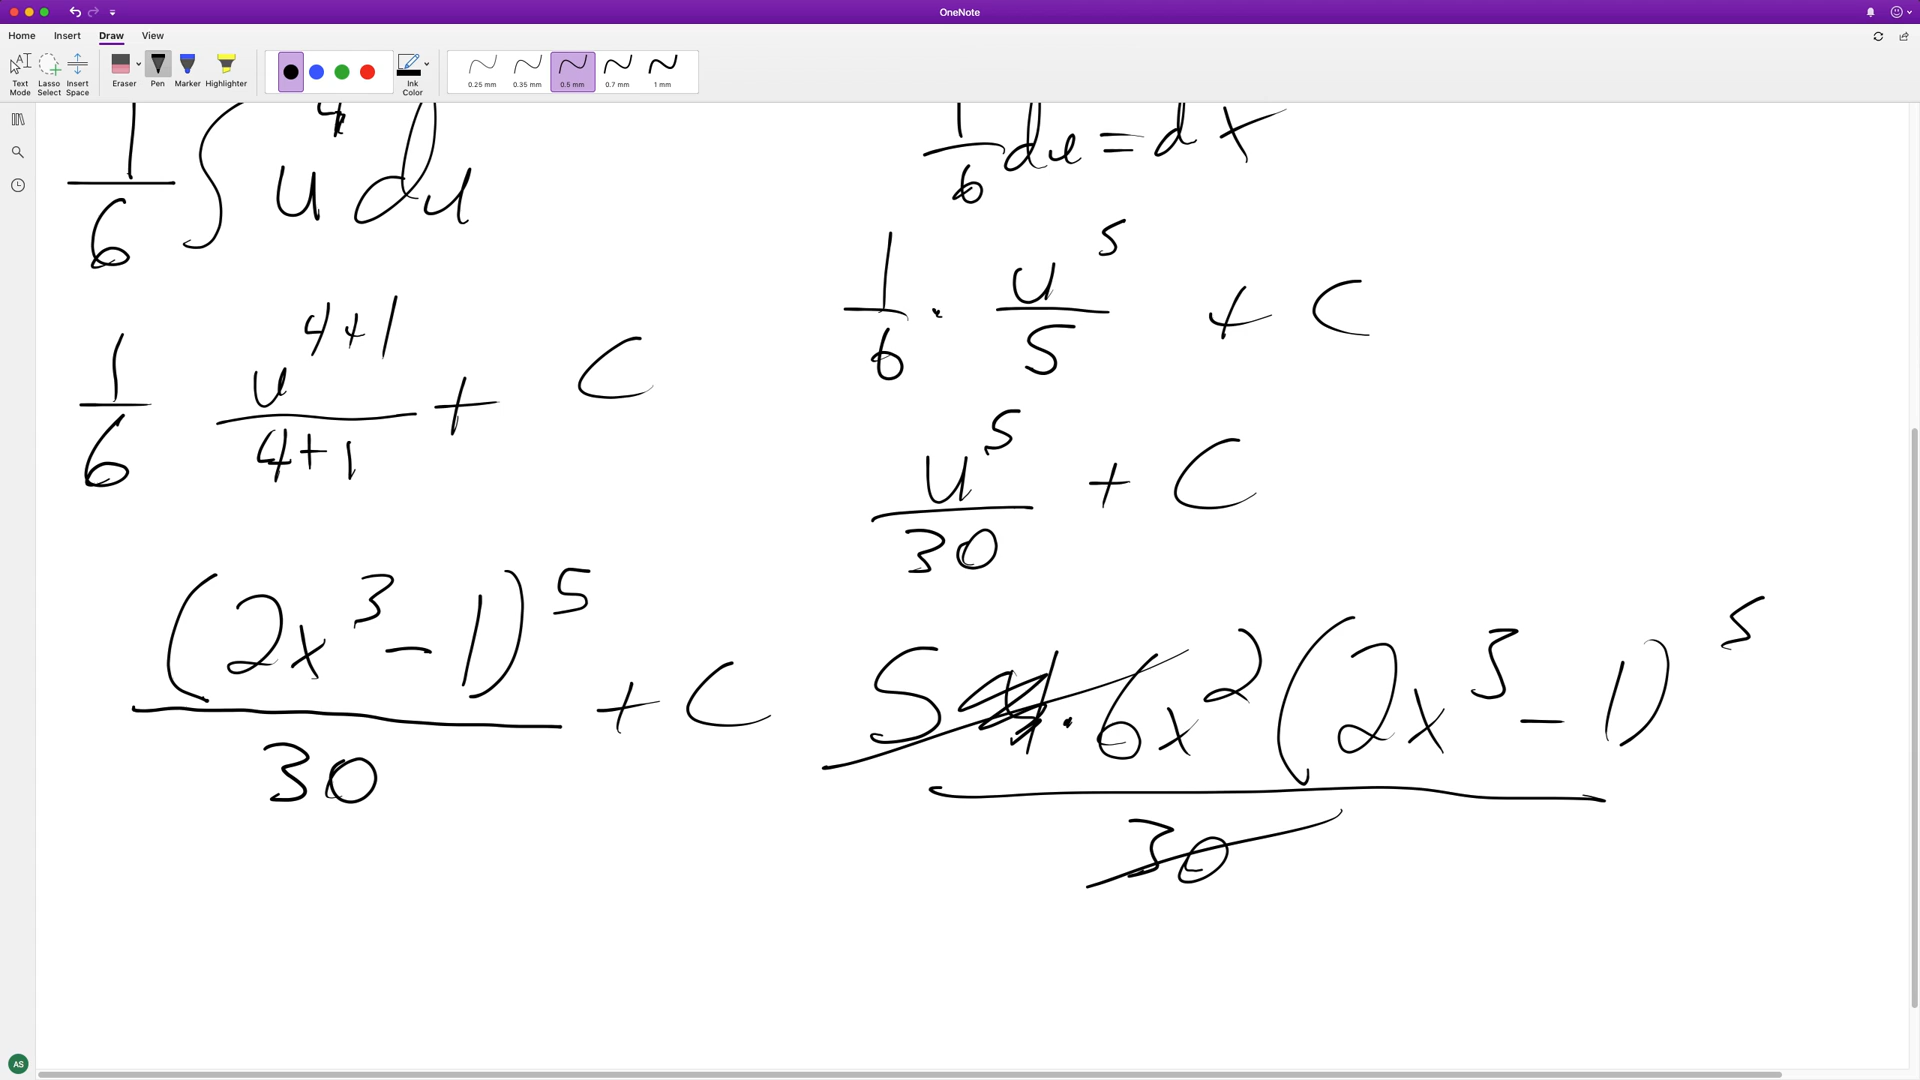 OneNote
Home Insert Draw View
Text Mode Lasso Select Insert Space Eraser Pen Marker Highlighter Ink Color 0.25 mm 0.35 mm 0.5 mm 0.7 mm 1 mm
1/6 ∫ u^4 du
1/6 du = dx
1/6 · u^5/5 + C
1/6 u^(4+1)/(4+1) + C
u^5/30 + C
(2x^3 - 1)^5/30 + C
5 · 6x^2 (2x^3 - 1)^5/30
AS